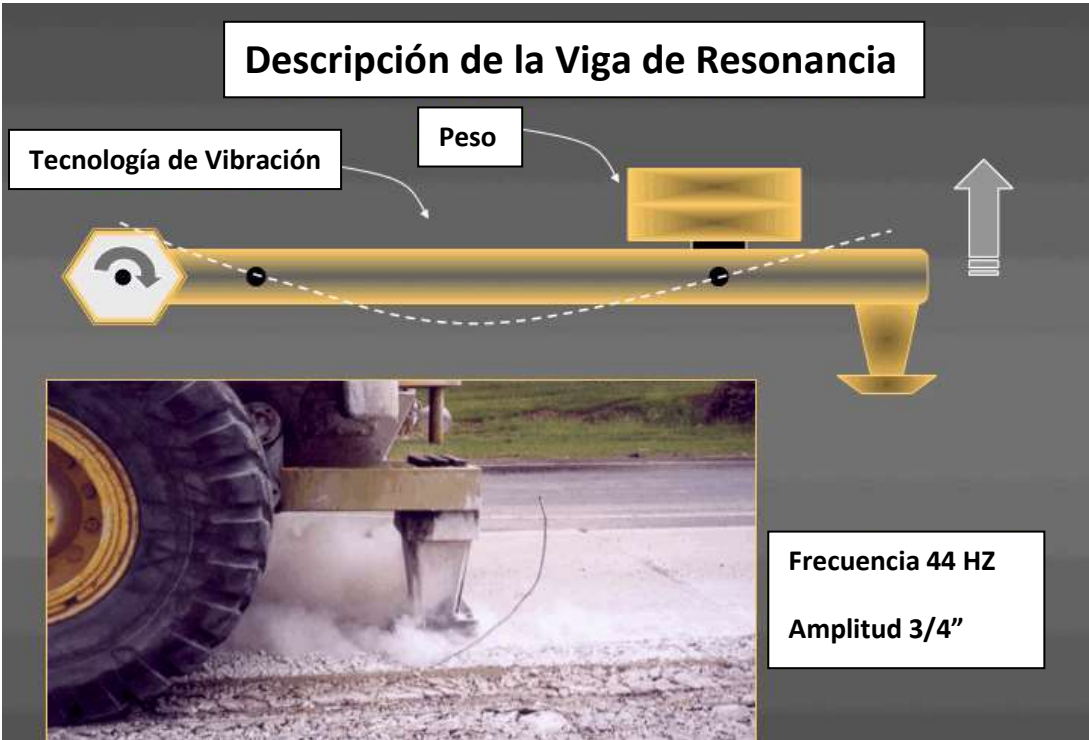 Descripción de la Viga de Resonancia
Peso
Tecnología de Vibración
Frecuencia 44 HZ
Amplitud 3/4”